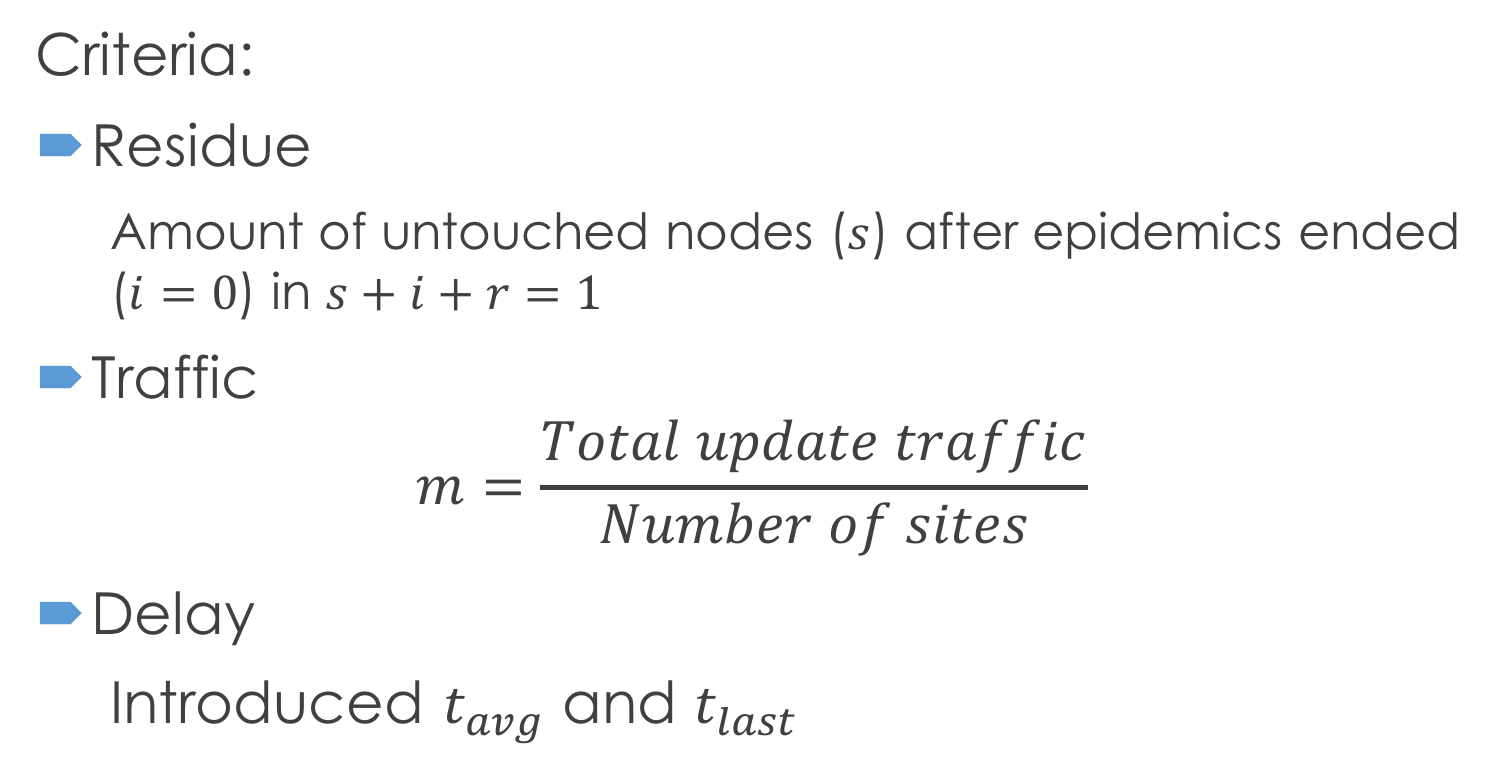 Criteria:
Residue
Amount of untouched nodes (s) after epidemics ended
(i = 0) in s + i + r = 1
Traffic
m = Total update traffic / Number of sites
Delay
Introduced t_avg and t_last